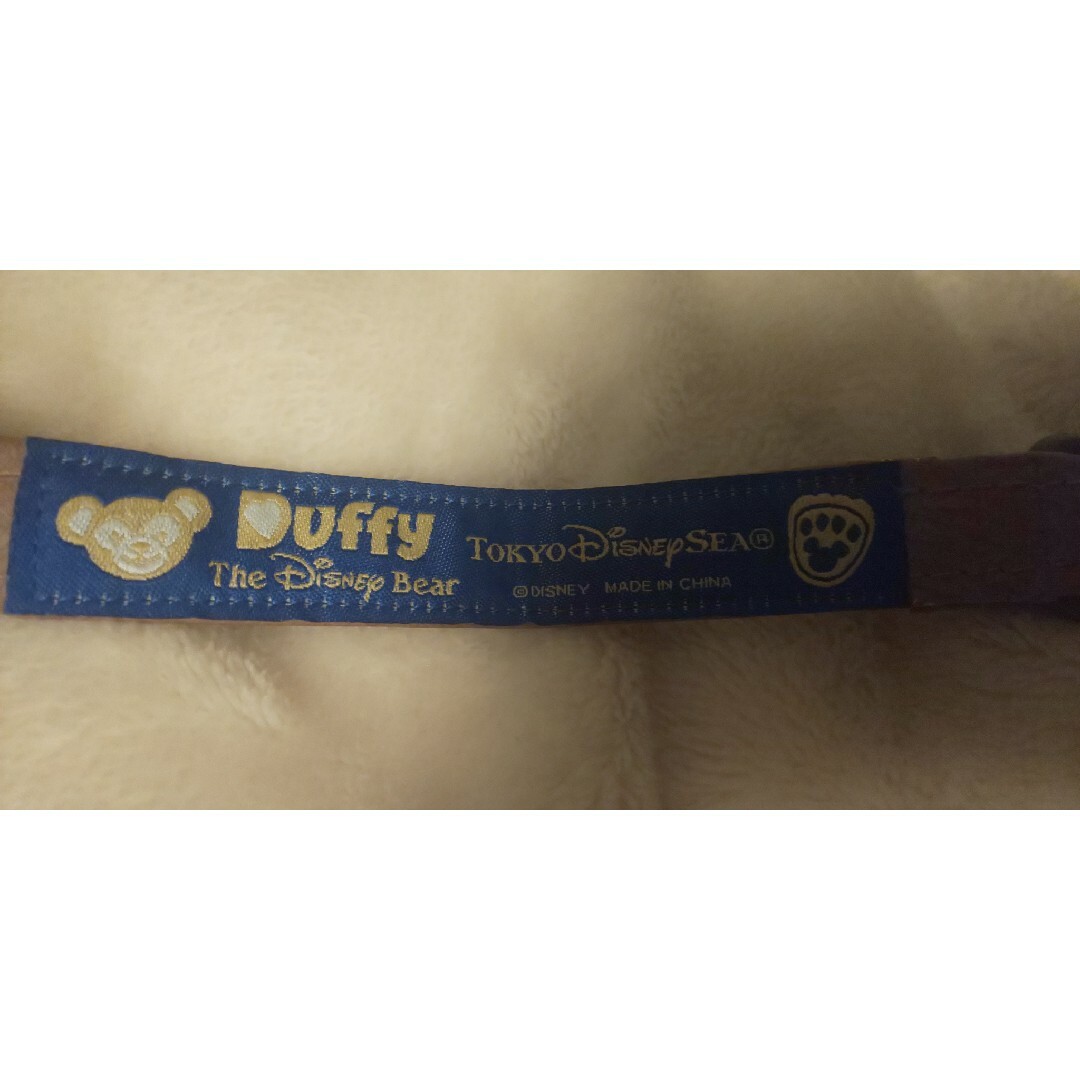 Duffy
The Disney Bear
TOKYO DISNEYSEA®
©DISNEY MADE IN CHINA